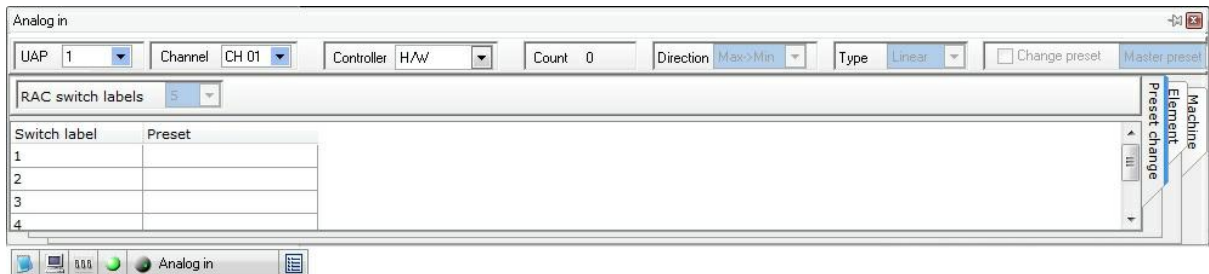 Analog in
UAP 1 Channel CH 01 Controller H/W Count 0 Direction Max->Min Type Linear Change preset Master preset
RAC switch labels 5
Switch label Preset
1
2
3
4
Preset change
Element
Machine
Analog in